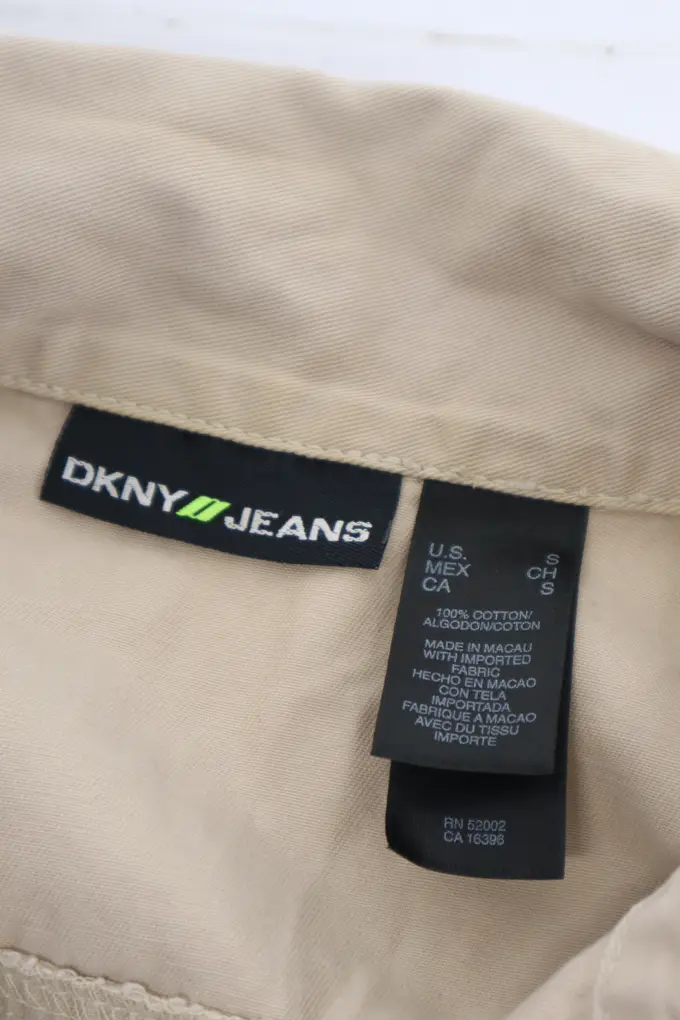 DKNY JEANS
U.S. S
MEX CH
CA S
100% COTTON/
ALGODON/COTON
MADE IN MACAU
WITH IMPORTED
FABRIC
HECHO EN MACAO
CON TELA
IMPORTADA
FABRIQUE A MACAO
AVEC DU TISSU
IMPORTE
RN 52002
CA 16396